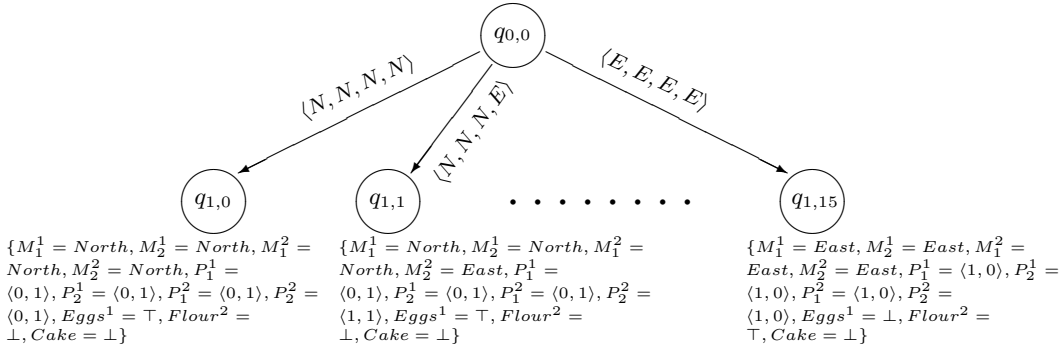 q0,0
⟨N, N, N, N⟩
⟨N, N, N, E⟩
⟨E, E, E, E⟩
q1,0
q1,1
q1,15
{M₁¹ = North, M₂¹ = North, M₁² =
North, M₂² = North, P₁¹ =
⟨0, 1⟩, P₂¹ = ⟨0, 1⟩, P₁² = ⟨0, 1⟩, P₂² =
⟨0, 1⟩, Eggs¹ = ⊤, Flour² =
⊥, Cake = ⊥}
{M₁¹ = North, M₂¹ = North, M₁² =
North, M₂² = East, P₁¹ =
⟨0, 1⟩, P₂¹ = ⟨0, 1⟩, P₁² = ⟨0, 1⟩, P₂² =
⟨1, 1⟩, Eggs¹ = ⊤, Flour² =
⊥, Cake = ⊥}
{M₁¹ = East, M₂¹ = East, M₁² =
East, M₂² = East, P₁¹ = ⟨1, 0⟩, P₂¹ =
⟨1, 0⟩, P₁² = ⟨1, 0⟩, P₂² =
⟨1, 0⟩, Eggs¹ = ⊥, Flour² =
⊤, Cake = ⊥}